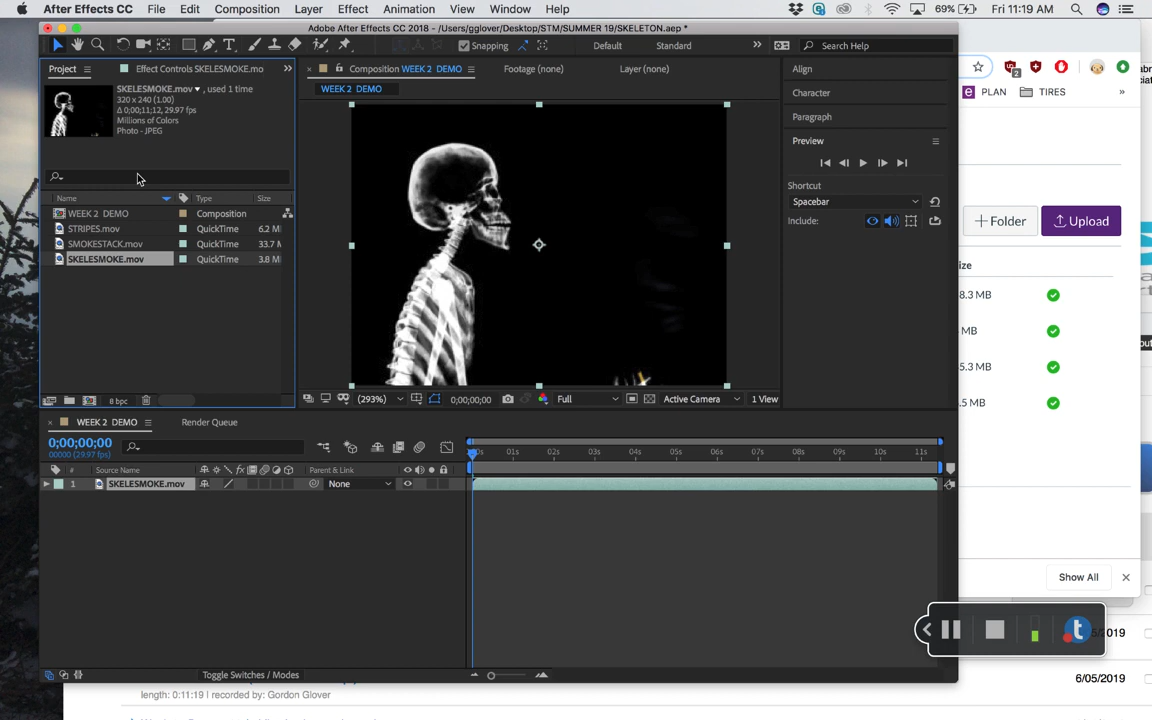 After Effects CC File Edit Composition Layer Effect Animation View Window Help 69% Fri 11:19 AM
Adobe After Effects CC 2018 - /Users/gglover/Desktop/STM/SUMMER 19/SKELETON.aep *
Snapping Default Standard » Search Help
Project Effect Controls SKELESMOKE.mo » Composition WEEK 2 DEMO Footage (none) Layer (none) Align
2
WEEK 2 DEMO
SKELESMOKE.mov , used 1 time
320 x 240 (1.00)
Δ 0;00;11;12, 29.97 fps
Millions of Colors
Photo - JPEG
Character
PLAN TIRES »
Paragraph
Preview
Shortcut
Spacebar
Include:
Name Type Size
WEEK 2 DEMO Composition
STRIPES.mov QuickTime 6.2 M
SMOKESTACK.mov QuickTime 33.7 M
SKELESMOKE.mov QuickTime 3.8 M
+ Folder Upload
ize
8.3 MB
MB
5.3 MB
.5 MB
8 bpc (293%) 0;00;00;00 Full Active Camera 1 View
WEEK 2 DEMO Render Queue
0;00;00;00
00000 (29.97 fps)
0s 01s 02s 03s 04s 05s 06s 07s 08s 09s 10s 11s
# Source Name Parent & Link
1 SKELESMOKE.mov None
Show All
5/2019
6/05/2019
Toggle Switches / Modes
length: 0:11:19 | recorded by: Gordon Glover